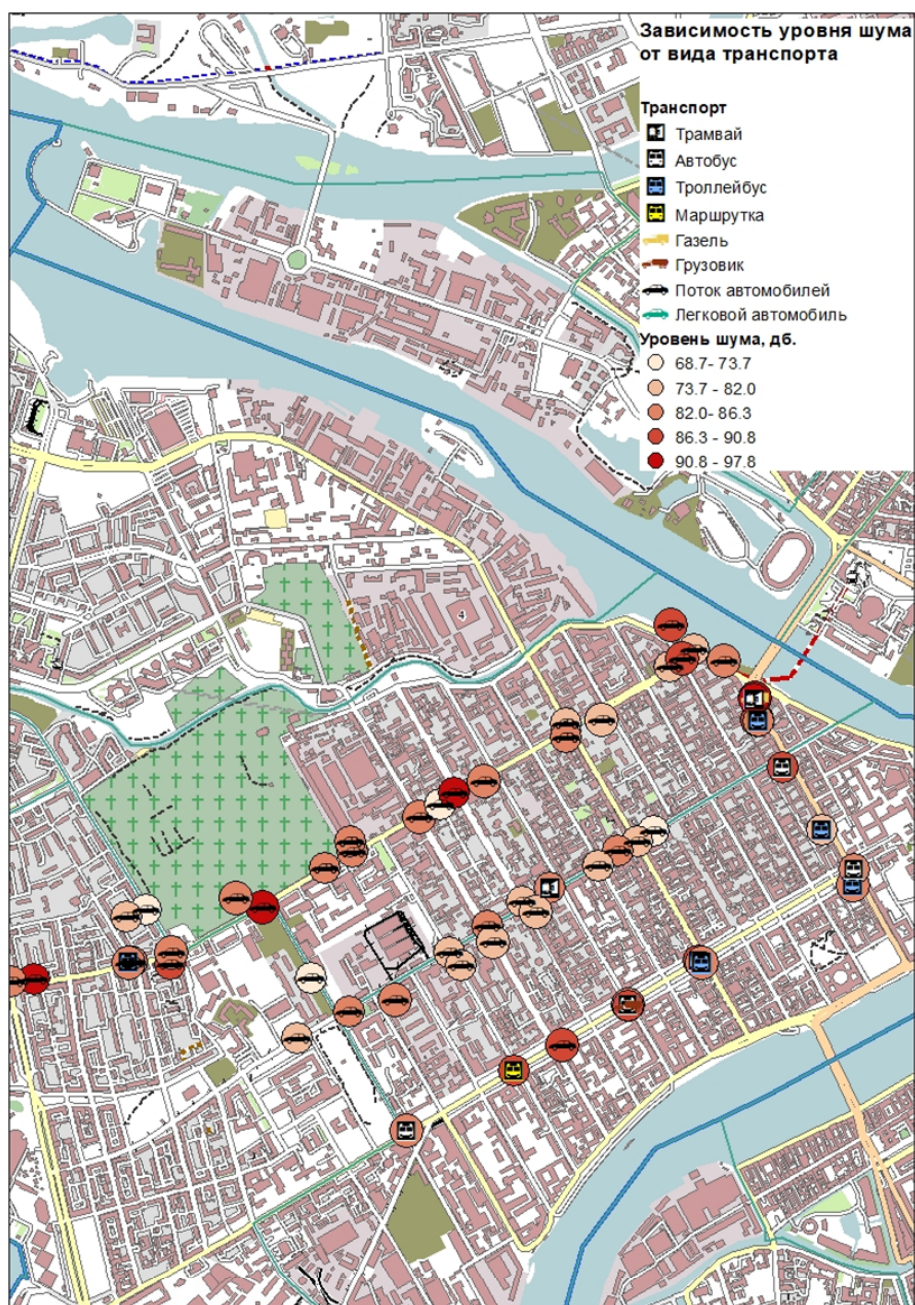 Зависимость уровня шума
от вида транспорта
Транспорт
Трамвай
Автобус
Троллейбус
Маршрутка
Газель
Грузовик
Поток автомобилей
Легковой автомобиль
Уровень шума, дб.
68.7- 73.7
73.7 - 82.0
82.0- 86.3
86.3 - 90.8
90.8 - 97.8
4